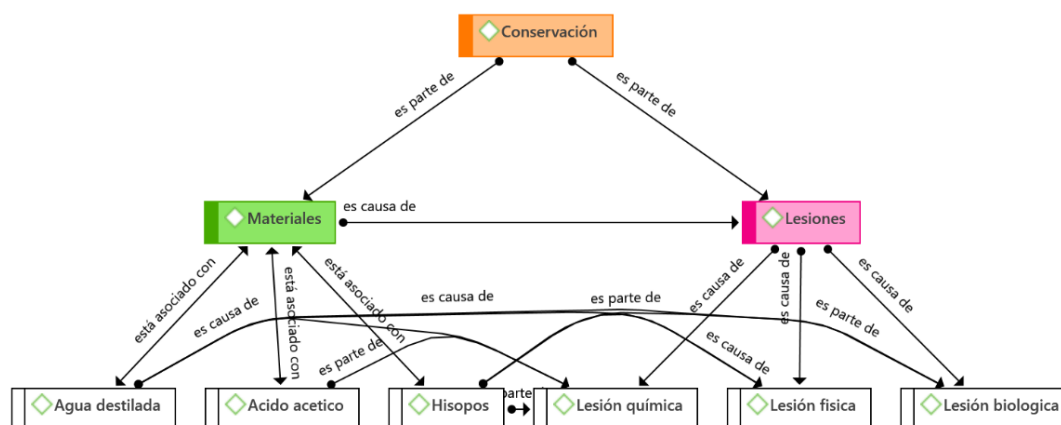 Conservación
es parte de
es parte de
Materiales
es causa de
Lesiones
está asociado con
está asociado con
está asociado con
es causa de
es causa de
es causa de
es causa de
es causa de
es parte de
es parte de
es parte de
es causa de
Agua destilada
Acido acetico
Hisopos
parte
Lesión química
Lesión fisica
Lesión biologica